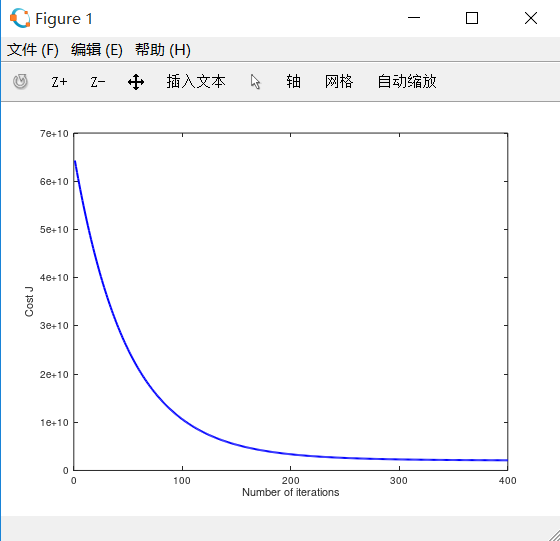 Figure 1
文件 (F) 编辑 (E) 帮助 (H)
Z+ Z- 插入文本 轴 网格 自动缩放
7e+10
6e+10
5e+10
4e+10
3e+10
2e+10
1e+10
0
Cost J
0 100 200 300 400
Number of iterations